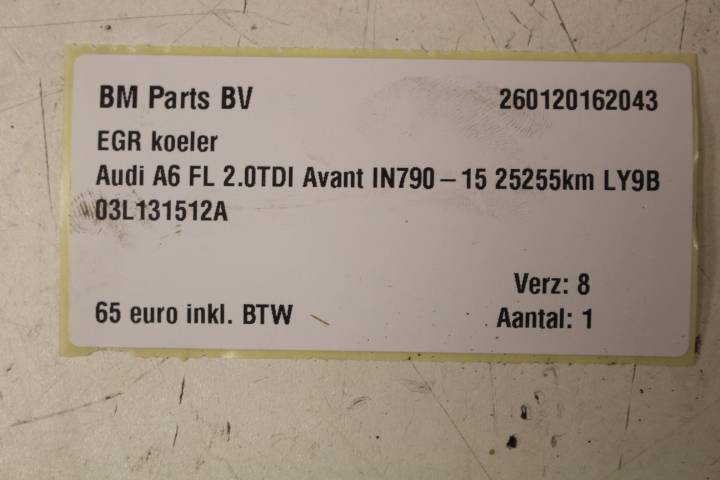 BM Parts BV 260120162043
EGR koeler
Audi A6 FL 2.0TDI Avant IN790-15 25255km LY9B
03L131512A
Verz: 8
65 euro inkl. BTW Aantal: 1